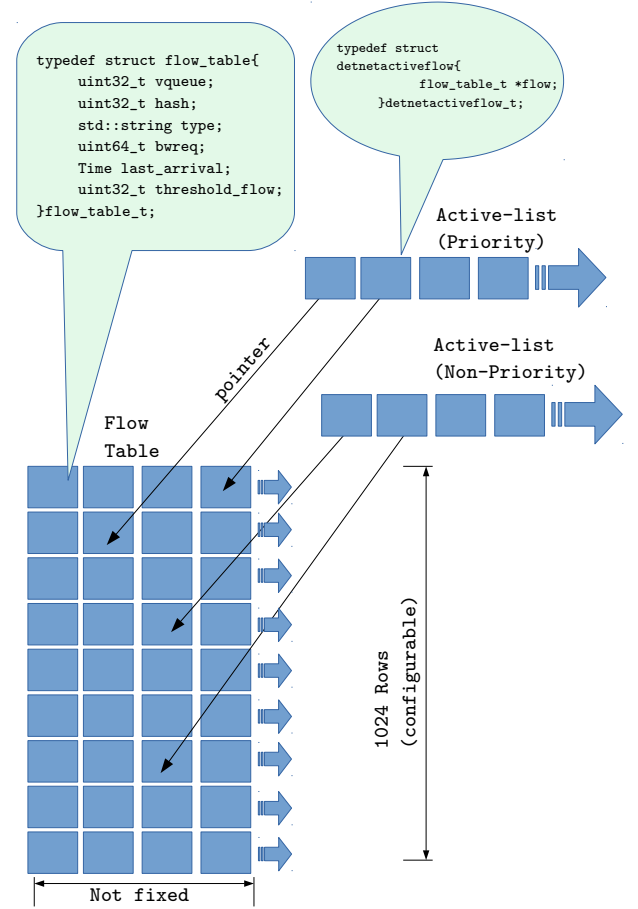 typedef struct flow_table{
uint32_t vqueue;
uint32_t hash;
std::string type;
uint64_t bwreq;
Time last_arrival;
uint32_t threshold_flow;
}flow_table_t;
typedef struct
detnetactiveflow{
flow_table_t *flow;
}detnetactiveflow_t;
Active-list
(Priority)
pointer
Active-list
(Non-Priority)
Flow
Table
1024 Rows
(configurable)
Not fixed